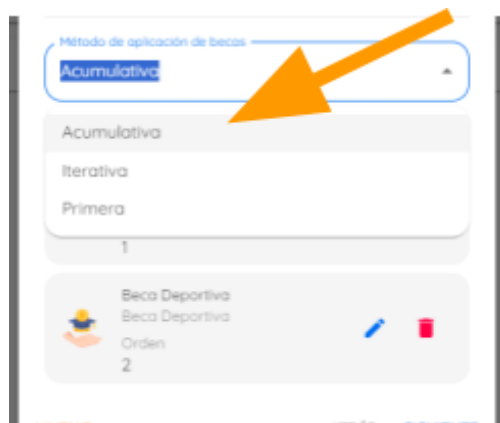 Método de aplicación de becas
Acumulativa
Acumulativa
Iterativa
Primera
1
Beca Deportiva
Beca Deportiva
Orden
2